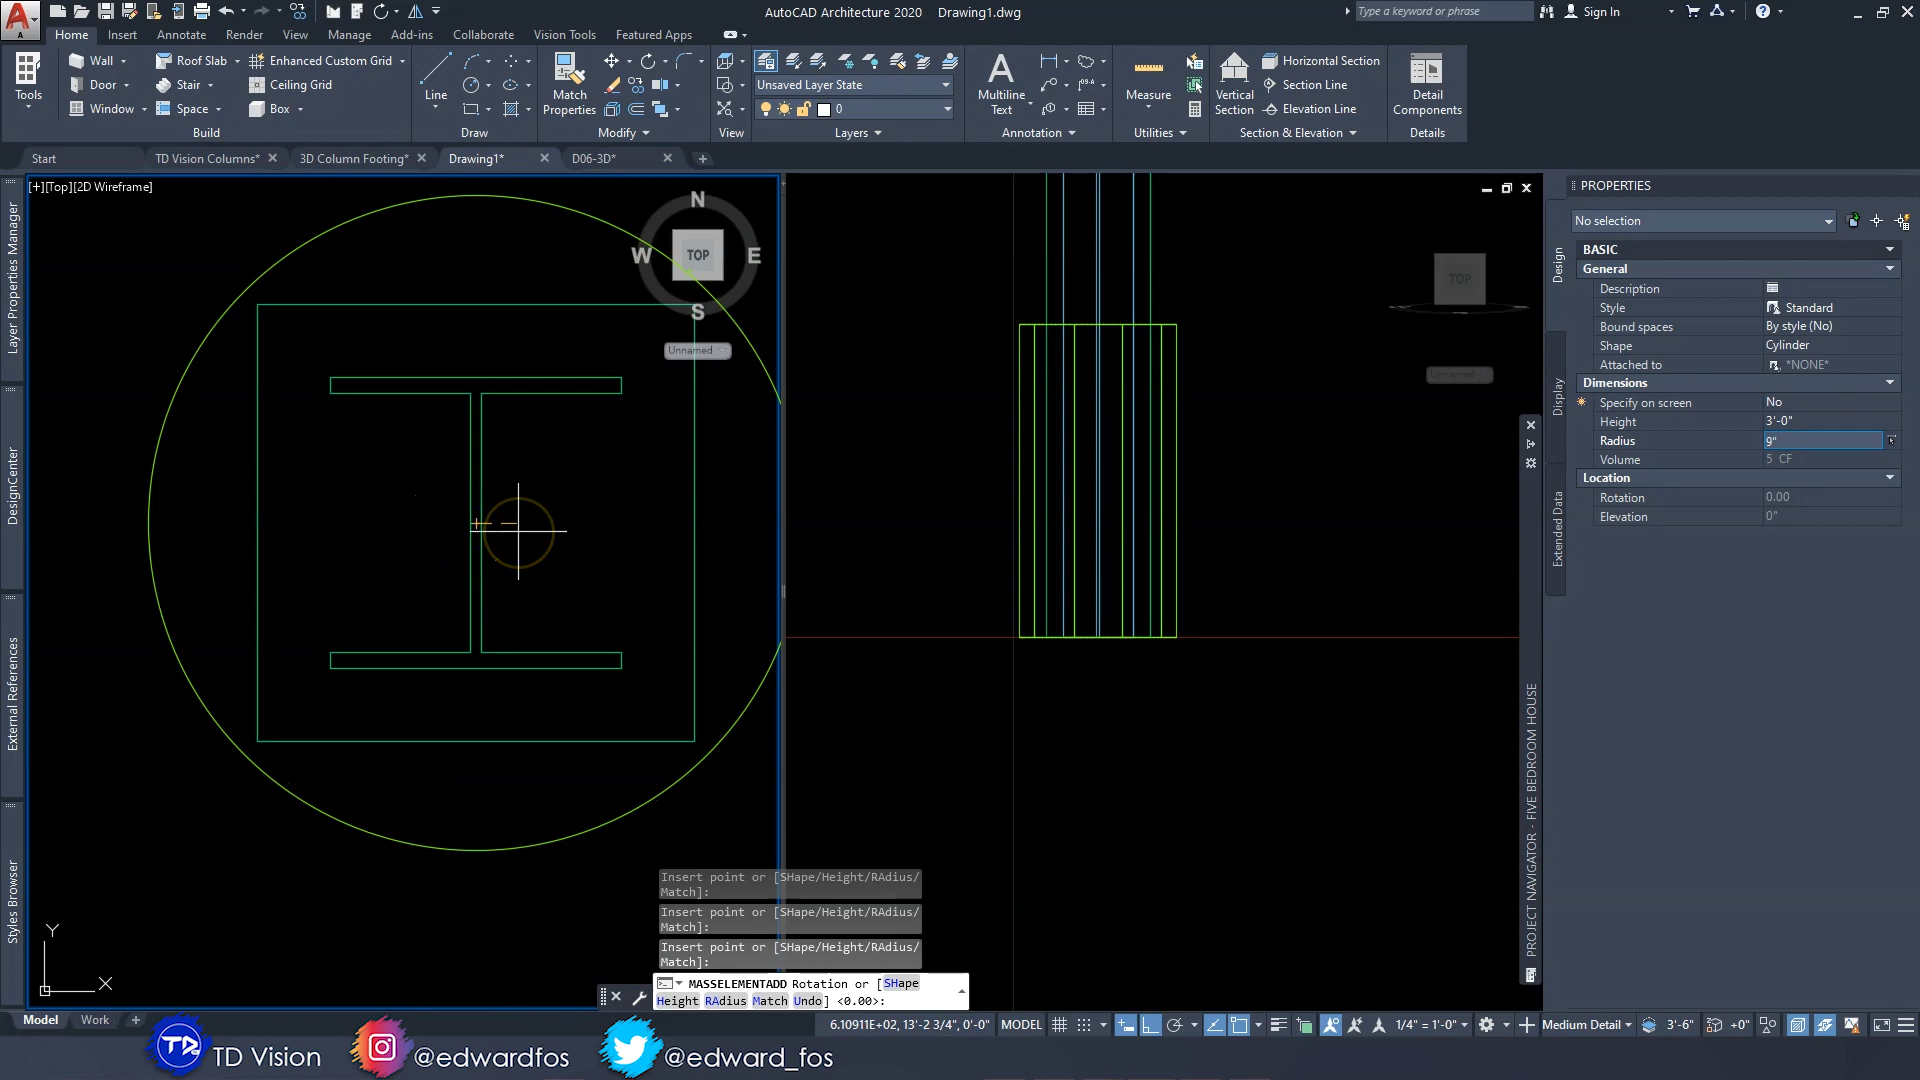 AutoCAD Architecture 2020 Drawing1.dwg
Type a keyword or phrase
Sign In
Home Insert Annotate Render View Manage Add-ins Collaborate Vision Tools Featured Apps
Tools
Wall
Door
Window
Roof Slab
Stair
Space
Enhanced Custom Grid
Ceiling Grid
Box
Build
Line
Draw
Match
Properties
Modify
View
Unsaved Layer State
0
Layers
Multiline
Text
Annotation
Measure
Utilities
Vertical
Section
Horizontal Section
Section Line
Elevation Line
Section & Elevation
Detail
Components
Details
Start
TD Vision Columns*
3D Column Footing*
Drawing1*
D06-3D*
[+][Top][2D Wireframe]
Layer Properties Manager
DesignCenter
External References
Styles Browser
N
W
TOP
E
S
Unnamed
TOP
Unnamed
Y
X
PROJECT NAVIGATOR - FIVE BEDROOM HOUSE
PROPERTIES
No selection
Design
Display
Extended Data
BASIC
General
Description
Style Standard
Bound spaces By style (No)
Shape Cylinder
Attached to *NONE*
Dimensions
Specify on screen No
Height 3'-0"
Radius 9"
Volume 5 CF
Location
Rotation 0.00
Elevation 0"
Insert point or [SHape/Height/RAdius/
Match]:
Insert point or [SHape/Height/RAdius/
Match]:
Insert point or [SHape/Height/RAdius/
Match]:
MASSELEMENTADD Rotation or [SHape
Height RAdius Match Undo] <0.00>:
Model Work
6.10911E+02, 13'-2 3/4", 0'-0" MODEL 1/4" = 1'-0" Medium Detail 3'-6" +0"
TD Vision @edwardfos @edward_fos